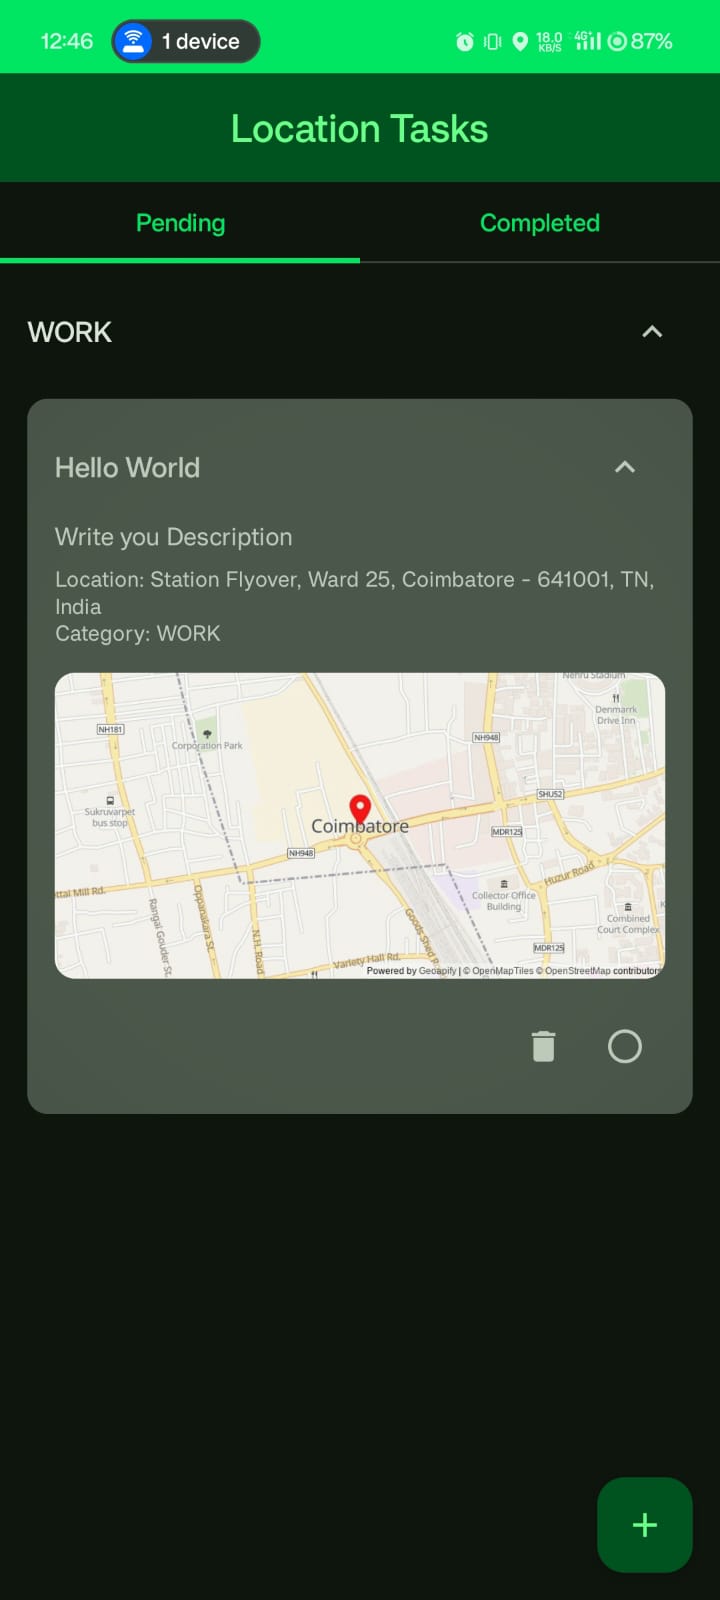 12:46
1 device
18.0
KB/S
4G+
87%
Location Tasks
Pending
Completed
WORK
Hello World
Write you Description
Location: Station Flyover, Ward 25, Coimbatore - 641001, TN,
India
Category: WORK
Nehru Stadium
Denmarrk
Drive Inn
NH181
Corporation Park
NH948
SHU52
Sukruvarpet
bus stop
Coimbatore
MDR125
NH948
Huzur Road
ttal Mill Rd.
Collector Office
Building
Rangai Gouder St.
Oppanakara St.
N.H. Road
Goods Shed R
Combined
Court Complex
K
MDR125
Variety Hall Rd.
Powered by Geoapify | © OpenMapTiles © OpenStreetMap contributors